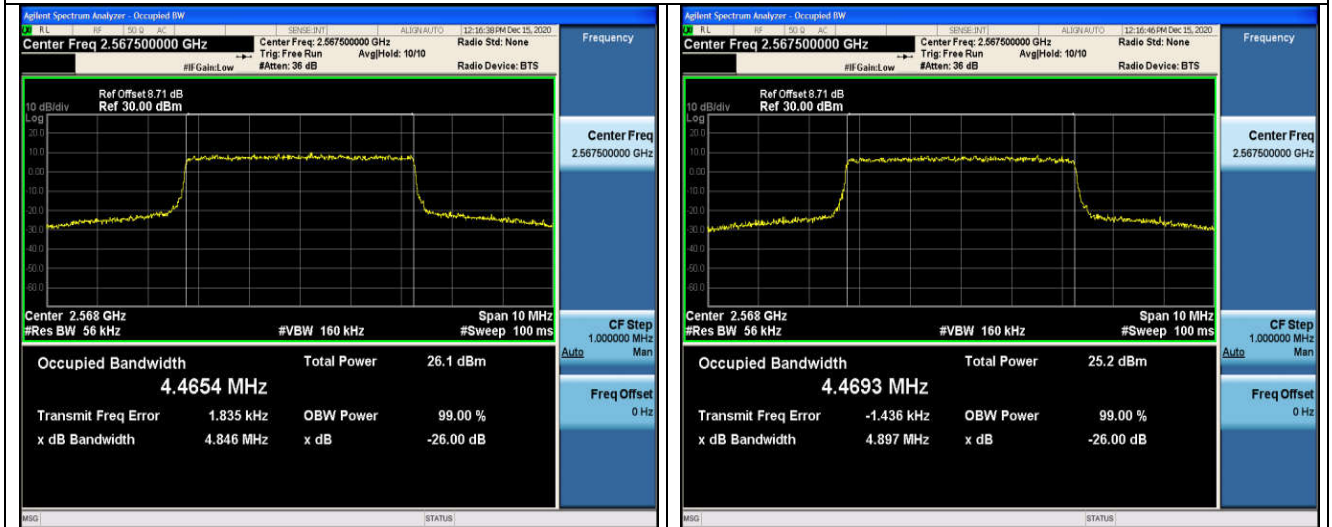 Agilent Spectrum Analyzer - Occupied BW
RL RF 50 Ω AC SENSE:INT ALIGN AUTO 12:16:38 PM Dec 15, 2020
Center Freq 2.567500000 GHz
Center Freq: 2.567500000 GHz
Radio Std: None
Trig: Free Run Avg|Hold: 10/10
#IFGain:Low #Atten: 36 dB Radio Device: BTS
Ref Offset 8.71 dB
10 dB/div Ref 30.00 dBm
Log
20.0
10.0
0.00
-10.0
-20.0
-30.0
-40.0
-50.0
-60.0
Center 2.568 GHz Span 10 MHz
#Res BW 56 kHz #VBW 160 kHz #Sweep 100 ms
Occupied Bandwidth Total Power 26.1 dBm
4.4654 MHz
Transmit Freq Error 1.835 kHz OBW Power 99.00 %
x dB Bandwidth 4.846 MHz x dB -26.00 dB
MSG STATUS
Frequency
Center Freq
2.567500000 GHz
CF Step
1.000000 MHz
Auto Man
Freq Offset
0 Hz
Agilent Spectrum Analyzer - Occupied BW
RL RF 50 Ω AC SENSE:INT ALIGN AUTO 12:16:46 PM Dec 15, 2020
Center Freq 2.567500000 GHz
Center Freq: 2.567500000 GHz
Radio Std: None
Trig: Free Run Avg|Hold: 10/10
#IFGain:Low #Atten: 36 dB Radio Device: BTS
Ref Offset 8.71 dB
10 dB/div Ref 30.00 dBm
Log
20.0
10.0
0.00
-10.0
-20.0
-30.0
-40.0
-50.0
-60.0
Center 2.568 GHz Span 10 MHz
#Res BW 56 kHz #VBW 160 kHz #Sweep 100 ms
Occupied Bandwidth Total Power 25.2 dBm
4.4693 MHz
Transmit Freq Error -1.436 kHz OBW Power 99.00 %
x dB Bandwidth 4.897 MHz x dB -26.00 dB
MSG STATUS
Frequency
Center Freq
2.567500000 GHz
CF Step
1.000000 MHz
Auto Man
Freq Offset
0 Hz